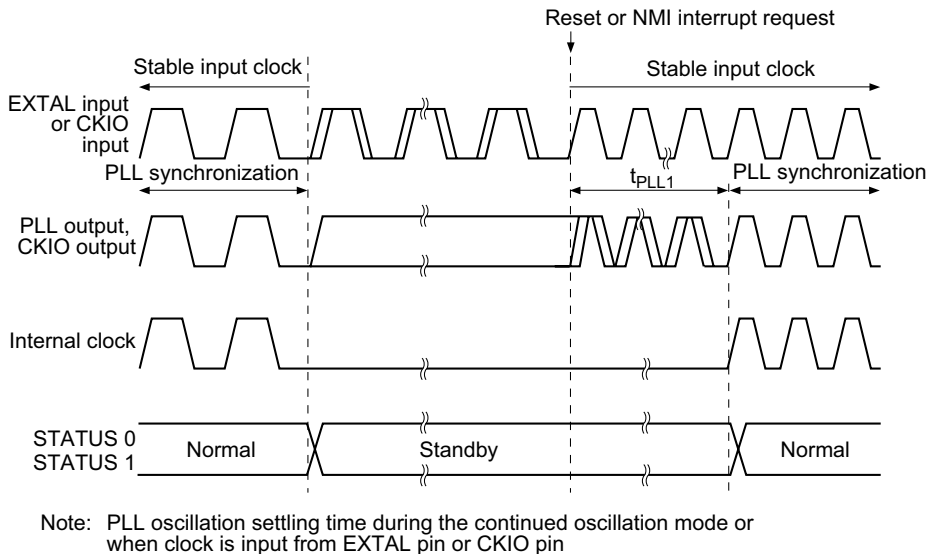 Reset or NMI interrupt request
Stable input clock
Stable input clock
EXTAL input
or CKIO
input
PLL synchronization
tPLL1
PLL synchronization
PLL output,
CKIO output
Internal clock
STATUS 0
STATUS 1
Normal
Standby
Normal
Note: PLL oscillation settling time during the continued oscillation mode or
when clock is input from EXTAL pin or CKIO pin